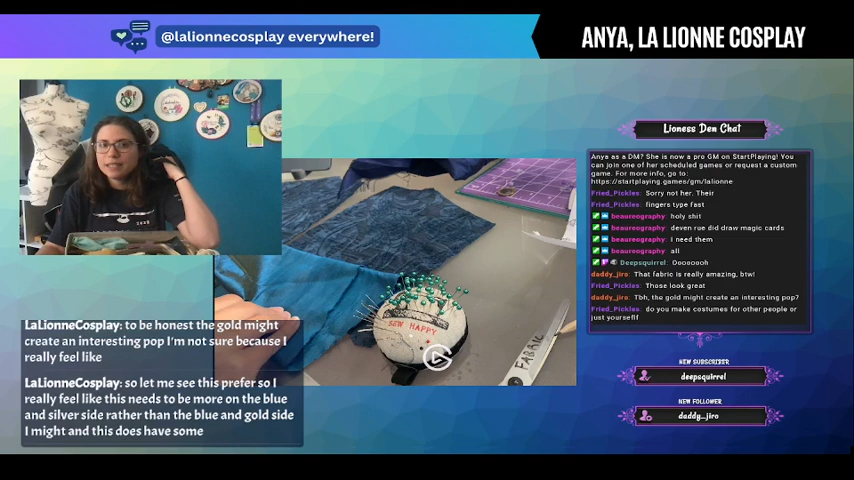 @lalionnecosplay everywhere!
ANYA, LA LIONNE COSPLAY
Lioness Den Chat
Anya as a DM? She is now a pro GM on StartPlaying! You
can join one of her scheduled games or request a custom
game. For more info, go to:
https://startplaying.games/gm/lalionne
Fried_Pickles: Sorry not her. Their
Fried_Pickles: fingers type fast
beaureography: holy shit
beaureography: deven rue did draw magic cards
beaureography: I need them
beaureography: all
Deepsquirrel: Ooooooooh
daddy_jiro: That fabric is really amazing, btw!
Fried_Pickles: Those look great
daddy_jiro: Tbh, the gold might create an interesting pop?
Fried_Pickles: do you make costumes for other people or
just yourself
SEW HAPPY
FABRIC
LaLionneCosplay: to be honest the gold might
create an interesting pop I'm not sure because I
really feel like
LaLionneCosplay: so let me see this prefer so I
really feel like this needs to be more on the blue
and silver side rather than the blue and gold side
I might and this does have some
NEW SUBSCRIBER
deepsquirrel
NEW FOLLOWER
daddy_jiro